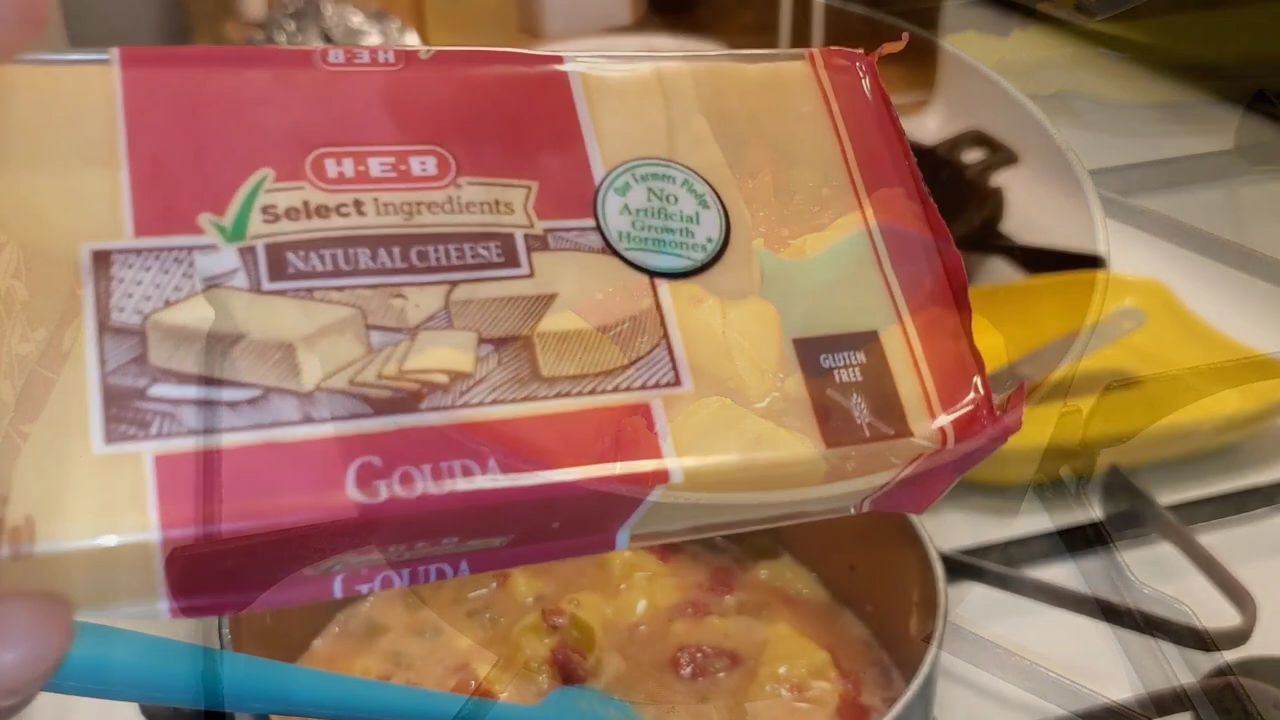 H·E·B
H·E·B
Select Ingredients
NATURAL CHEESE
Our Farmers Pledge
No
Artificial
Growth
Hormones*
GLUTEN
FREE
GOUDA
H·E·B
GOUDA